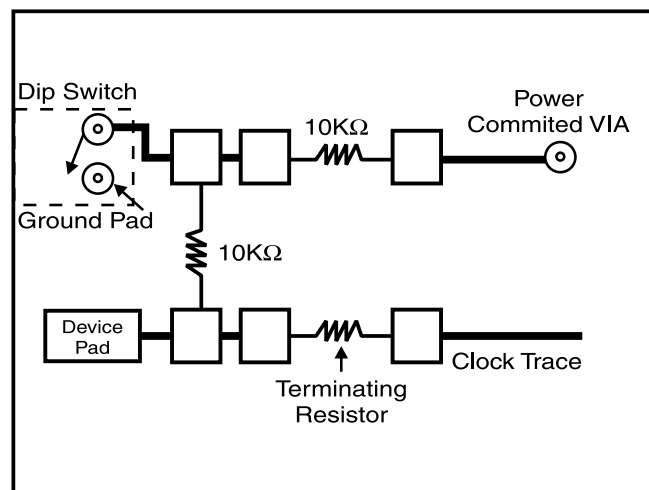 Dip Switch
Power
Commited VIA
10KΩ
Ground Pad
10KΩ
Device
Pad
Clock Trace
Terminating
Resistor